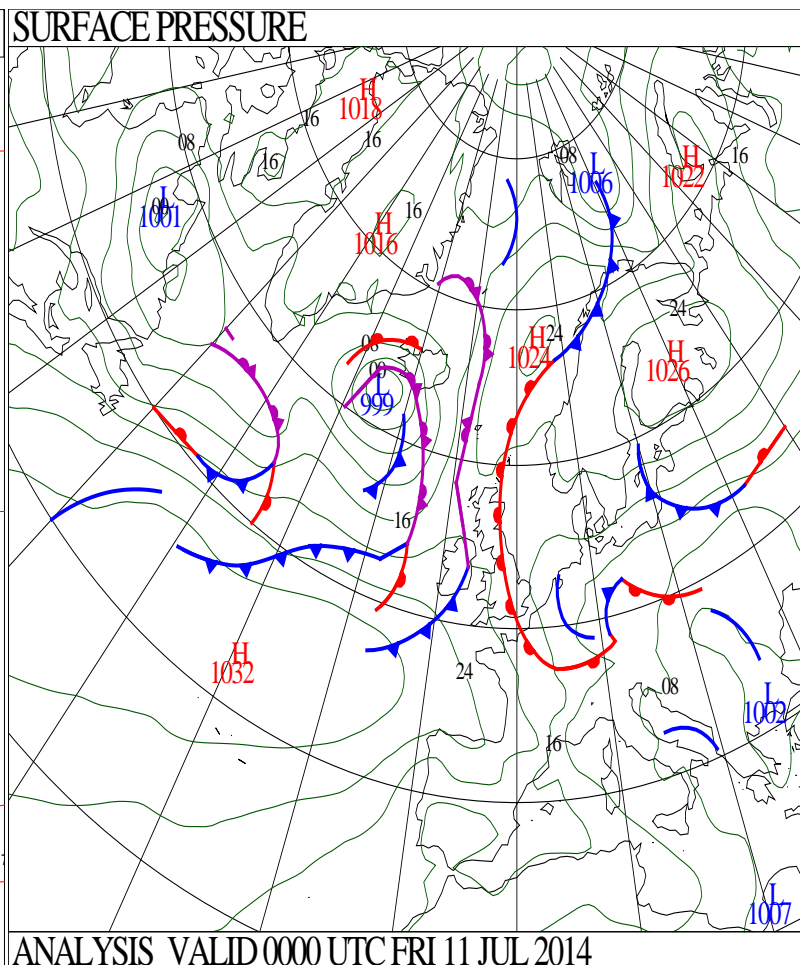 SURFACE PRESSURE
H
1018
16
16
08
16
08
L
1006
H
1022
16
L
1001
16
H
1016
24
24
H
1024
H
1026
08
L
999
16
H
1032
24
08
L
1002
16
L
1007
ANALYSIS VALID 0000 UTC FRI 11 JUL 2014